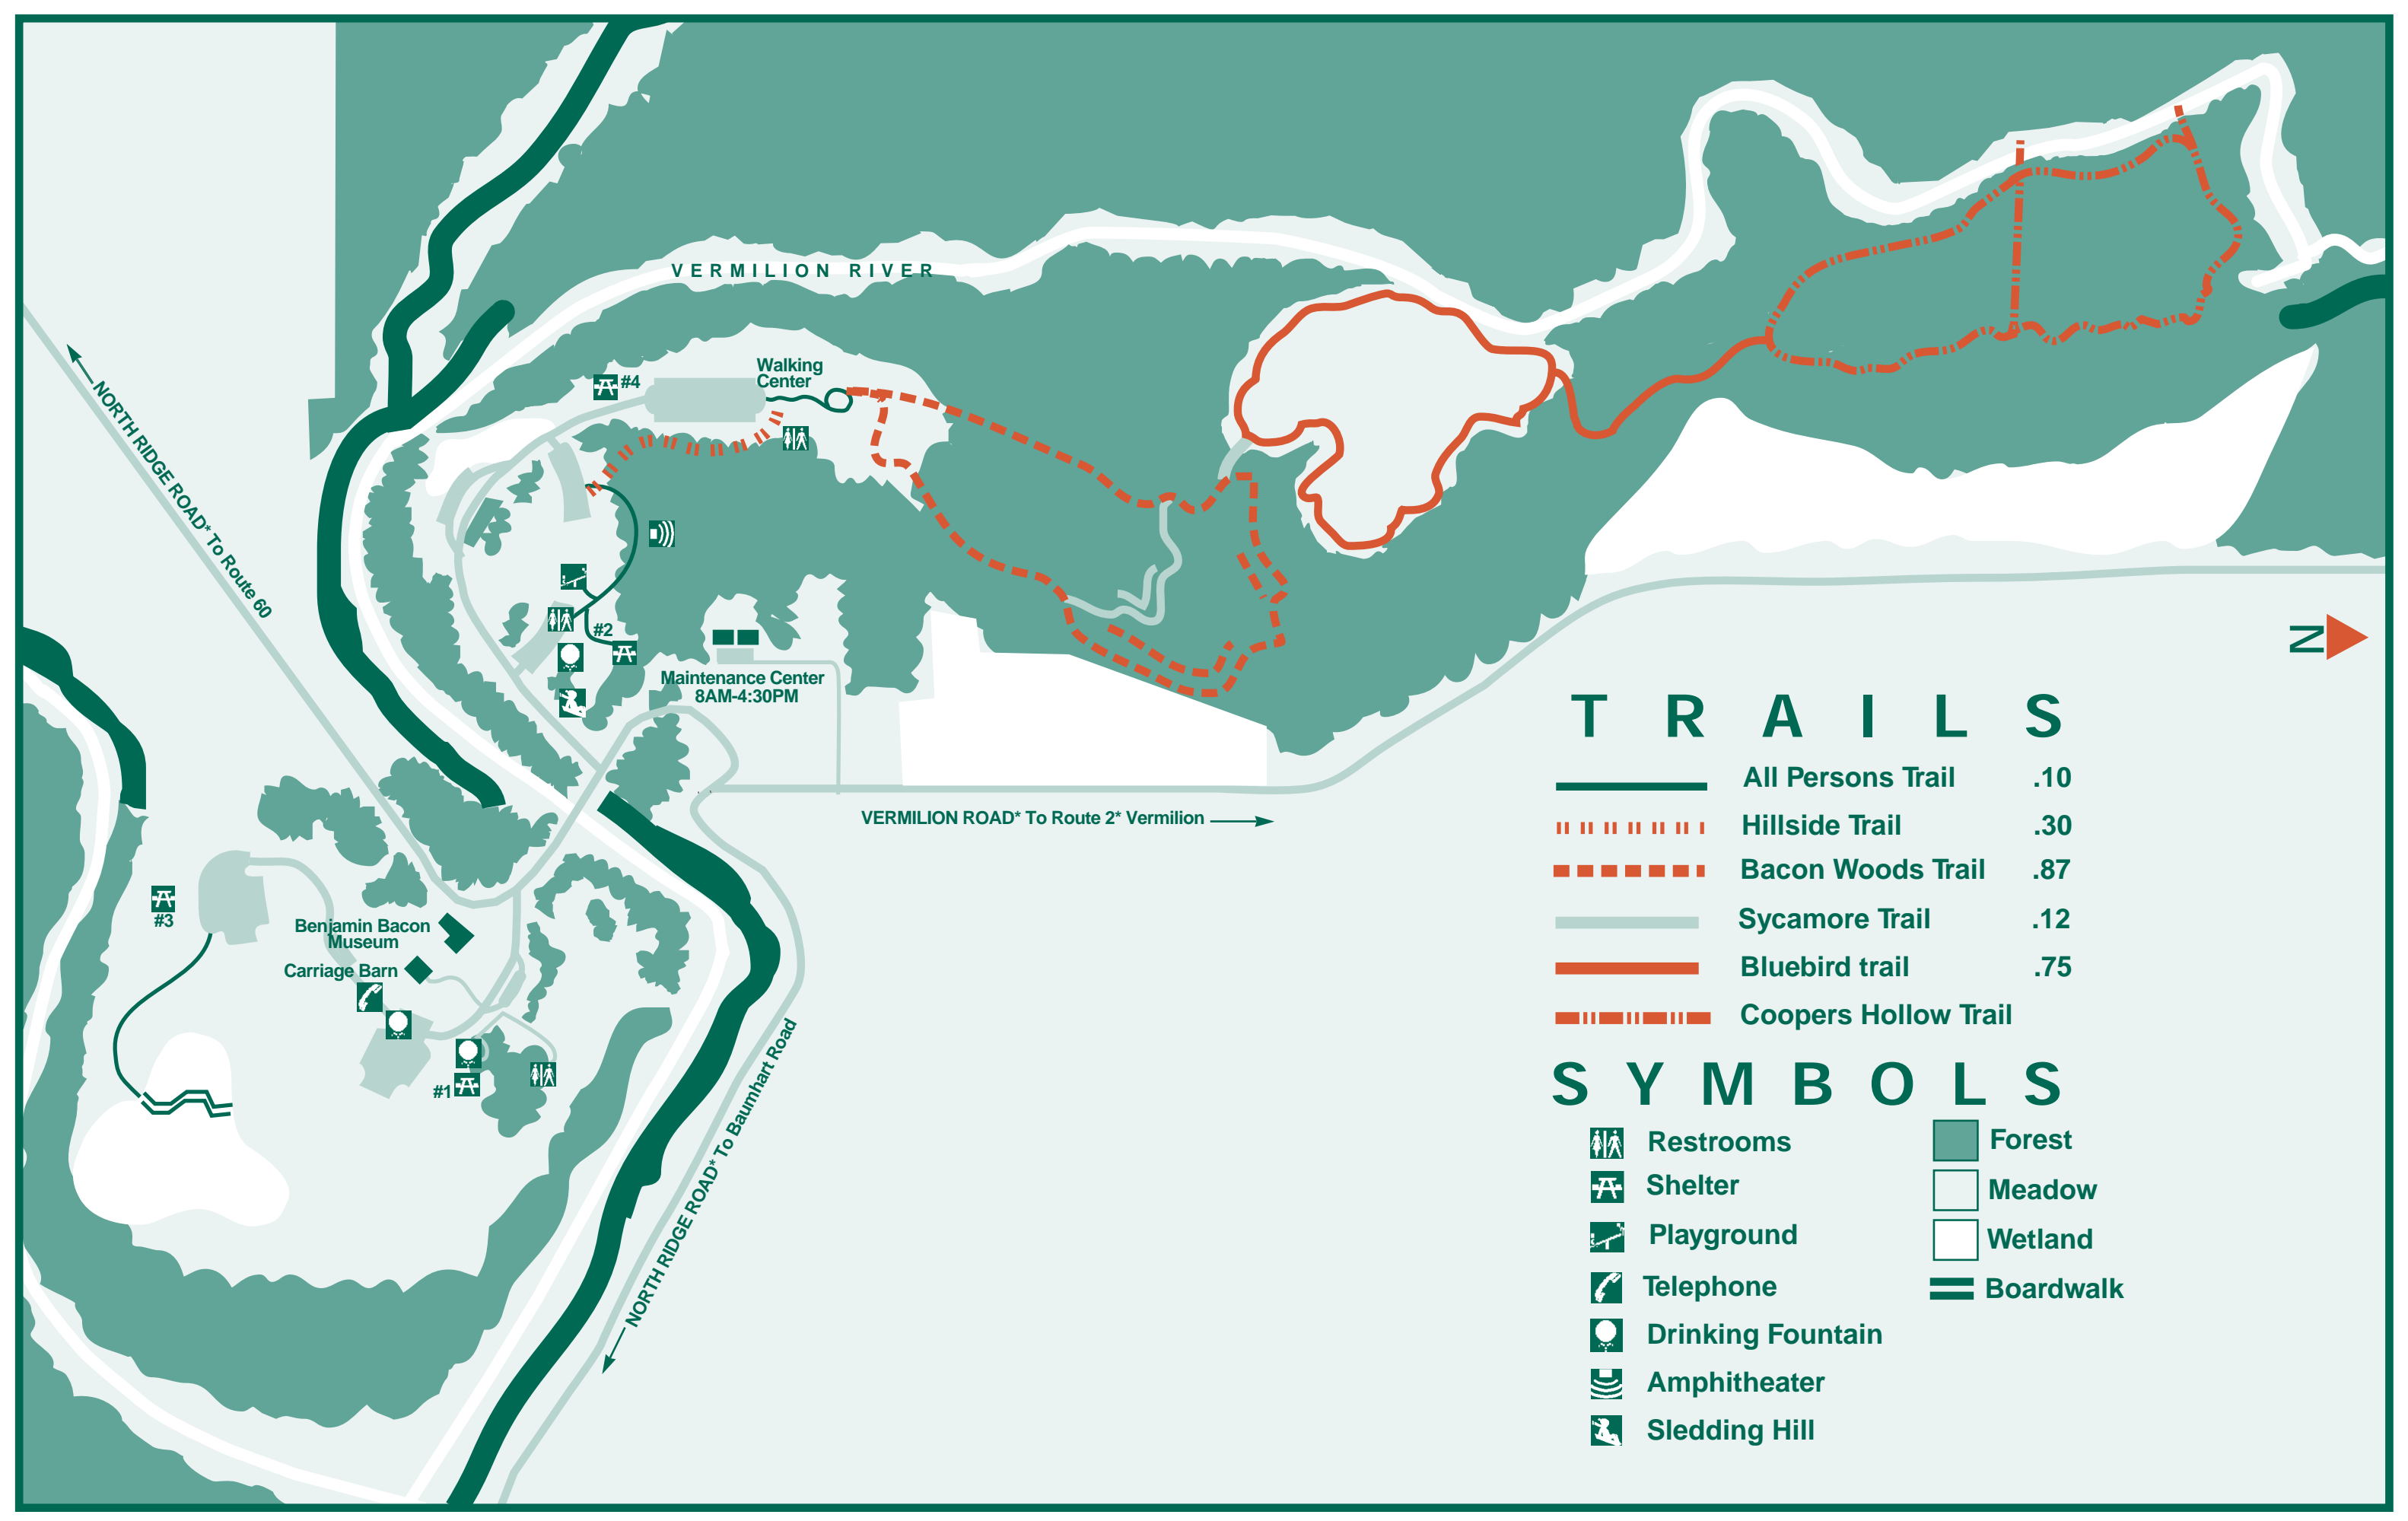 VERMILION RIVER
Walking
Center
#4
NORTH RIDGE ROAD* To Route 60
#2
Maintenance Center
8AM-4:30PM
N
VERMILION ROAD* To Route 2* Vermilion
#3
Benjamin Bacon
Museum
Carriage Barn
#1
NORTH RIDGE ROAD* To Baumhart Road
TRAILS
All Persons Trail .10
Hillside Trail .30
Bacon Woods Trail .87
Sycamore Trail .12
Bluebird trail .75
Coopers Hollow Trail
SYMBOLS
Restrooms
Shelter
Playground
Telephone
Drinking Fountain
Amphitheater
Sledding Hill
Forest
Meadow
Wetland
Boardwalk